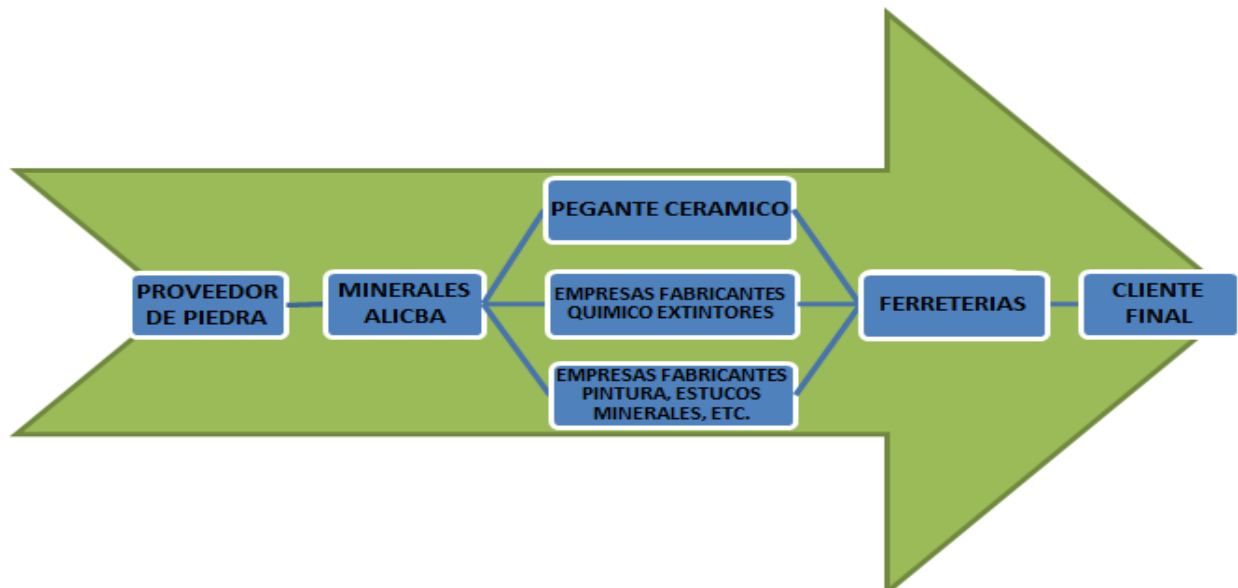 PROVEEDOR
DE PIEDRA
MINERALES
ALICBA
PEGANTE CERAMICO
EMPRESAS FABRICANTES
QUIMICO EXTINTORES
EMPRESAS FABRICANTES
PINTURA, ESTUCOS
MINERALES, ETC.
FERRETERIAS
CLIENTE
FINAL